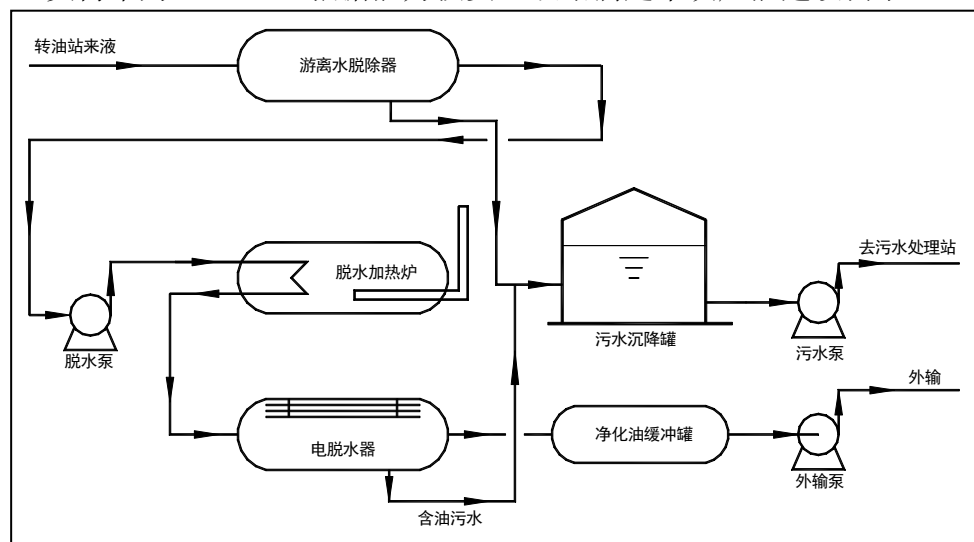 转油站来液
游离水脱除器
脱水加热炉
去污水处理站
脱水泵
污水沉降罐
污水泵
外输
电脱水器
净化油缓冲罐
外输泵
含油污水